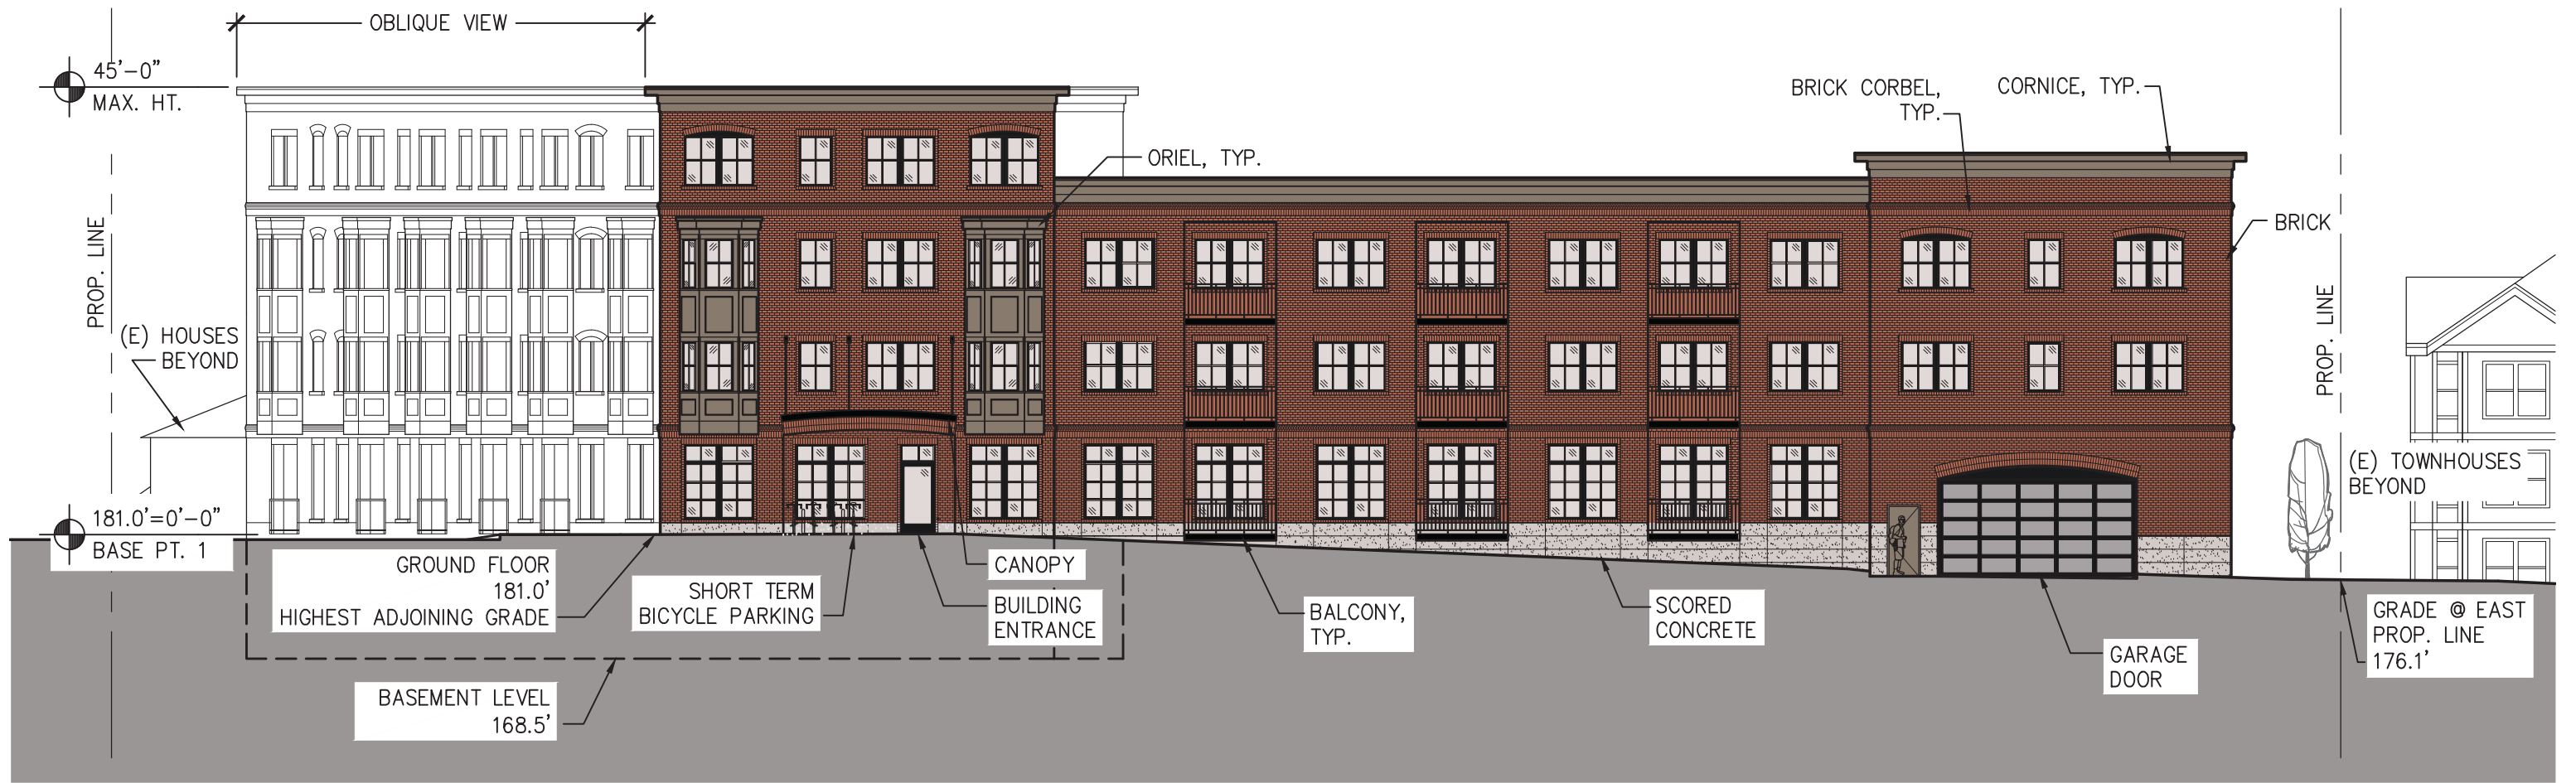 OBLIQUE VIEW
45'-0"
MAX. HT.
BRICK CORBEL,
TYP.
CORNICE, TYP.
ORIEL, TYP.
PROP. LINE
BRICK
PROP. LINE
(E) HOUSES
BEYOND
(E) TOWNHOUSES
BEYOND
181.0'=0'-0"
BASE PT. 1
GROUND FLOOR
181.0'
HIGHEST ADJOINING GRADE
SHORT TERM
BICYCLE PARKING
CANOPY
BUILDING
ENTRANCE
BALCONY,
TYP.
SCORED
CONCRETE
GARAGE
DOOR
GRADE @ EAST
PROP. LINE
176.1'
BASEMENT LEVEL
168.5'